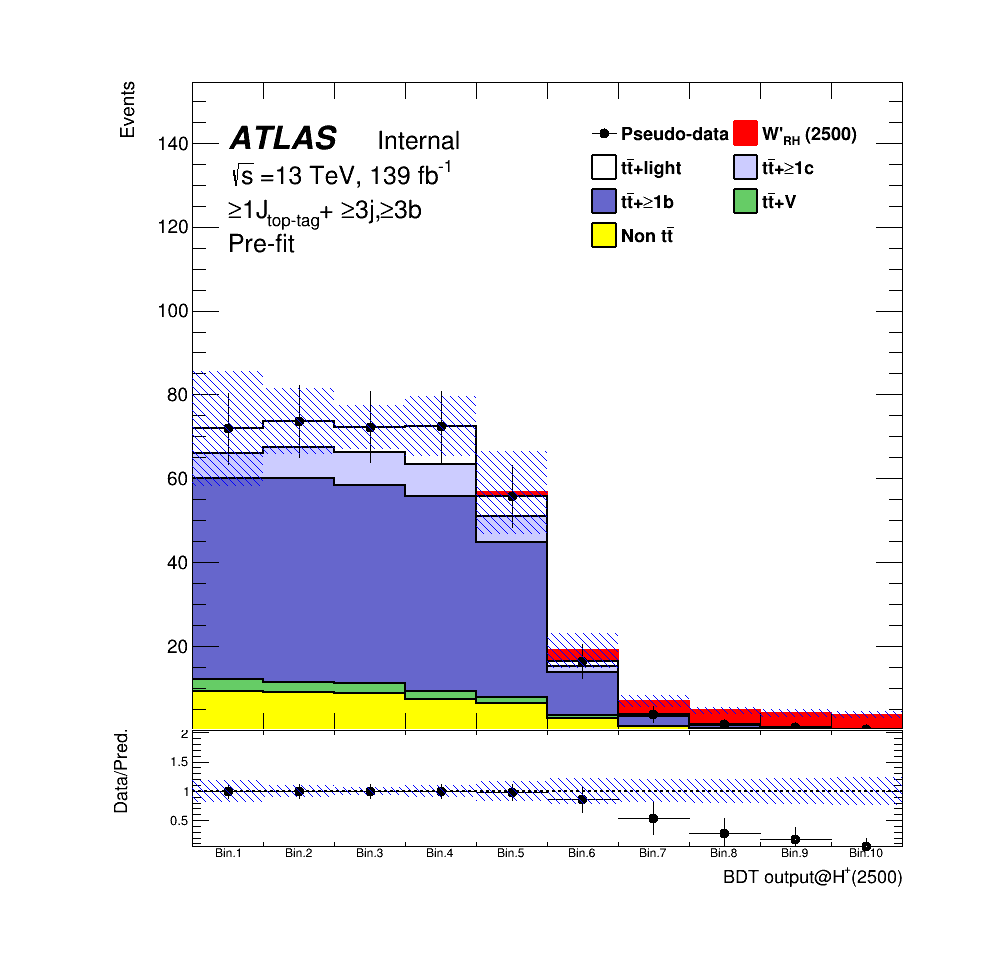 Events
140
120
100
80
60
40
20
ATLAS Internal
√s =13 TeV, 139 fb⁻¹
≥1J_top-tag+ ≥3j,≥3b
Pre-fit
Pseudo-data
W'_RH (2500)
tt̄+light
tt̄+≥1c
tt̄+≥1b
tt̄+V
Non tt̄
Data/Pred.
2
1.5
1
0.5
Bin.1 Bin.2 Bin.3 Bin.4 Bin.5 Bin.6 Bin.7 Bin.8 Bin.9 Bin.10
BDT output@H⁺(2500)